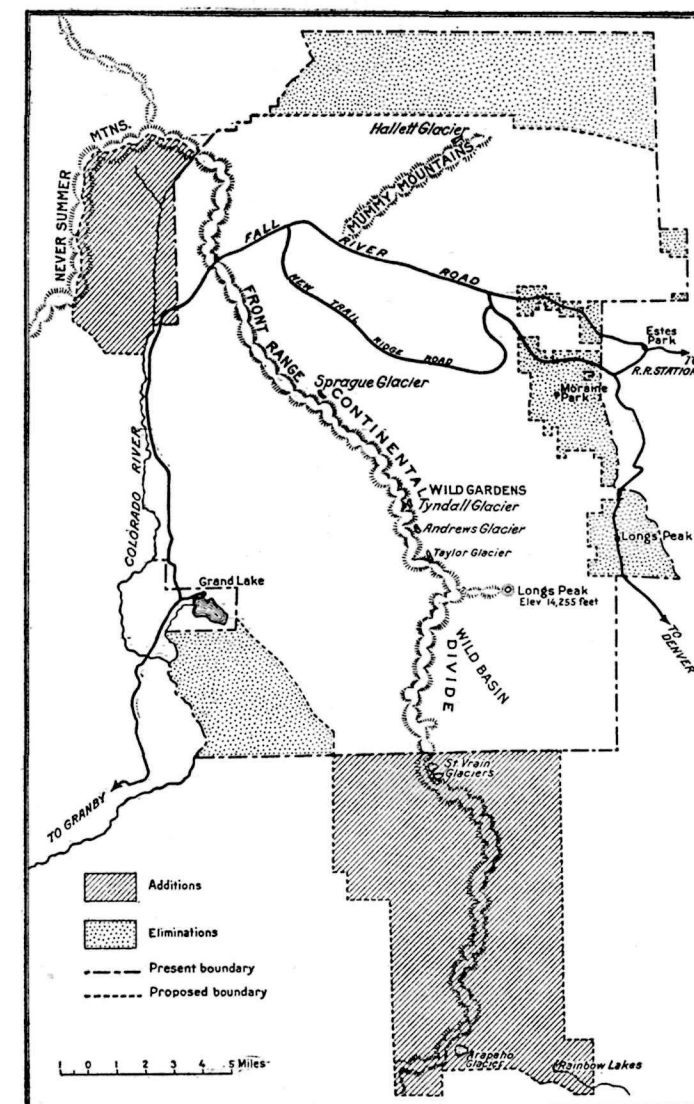 Hallett Glacier
MUMMY MOUNTAINS
NEVER SUMMER MTNS.
FALL RIVER ROAD
NEW TRAIL RIDGE ROAD
Estes
Park
R.R. STATION
Moraine
Park
FRONT RANGE CONTINENTAL DIVIDE
Sprague Glacier
COLORADO RIVER
WILD GARDENS
Tyndall Glacier
Andrews Glacier
Taylor Glacier
Longs Peak
Grand Lake
Longs Peak
Elev 14,255 feet
WILD BASIN
TO DENVER
St. Vrain
Glaciers
TO GRANBY
Additions
Eliminations
Present boundary
Proposed boundary
1 0 1 2 3 4 5 Miles
Arapaho
Glacier
Rainbow Lakes